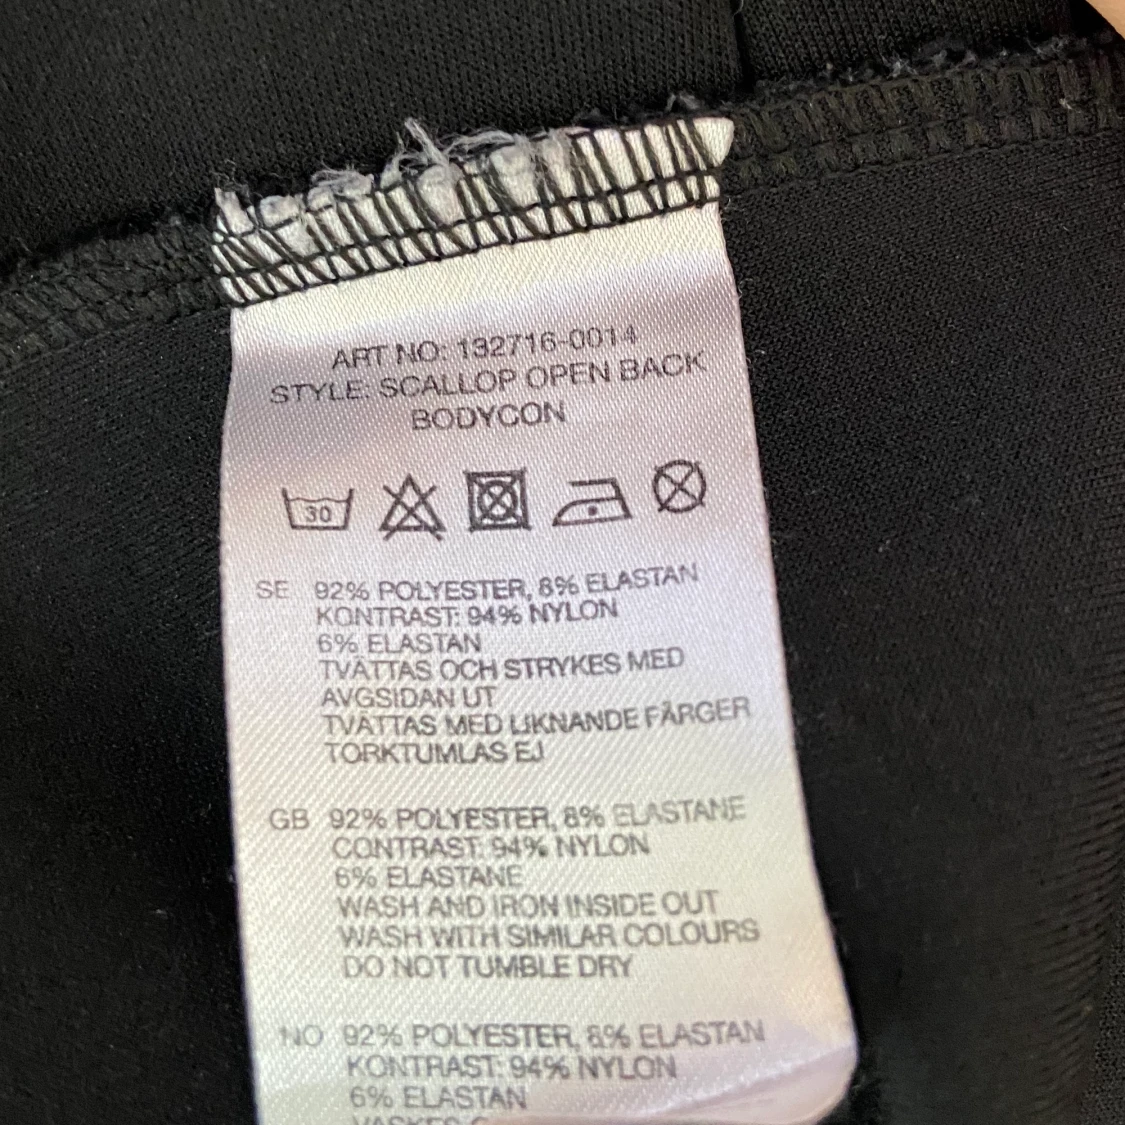 ART NO: 132716-0014
STYLE: SCALLOP OPEN BACK
BODYCON
30
SE 92% POLYESTER, 8% ELASTAN
KONTRAST: 94% NYLON
6% ELASTAN
TVÄTTAS OCH STRYKES MED
AVGSIDAN UT
TVÄTTAS MED LIKNANDE FÄRGER
TORKTUMLAS EJ
GB 92% POLYESTER, 8% ELASTANE
CONTRAST: 94% NYLON
6% ELASTANE
WASH AND IRON INSIDE OUT
WASH WITH SIMILAR COLOURS
DO NOT TUMBLE DRY
NO 92% POLYESTER, 8% ELASTAN
KONTRAST: 94% NYLON
6% ELASTAN
VASKES